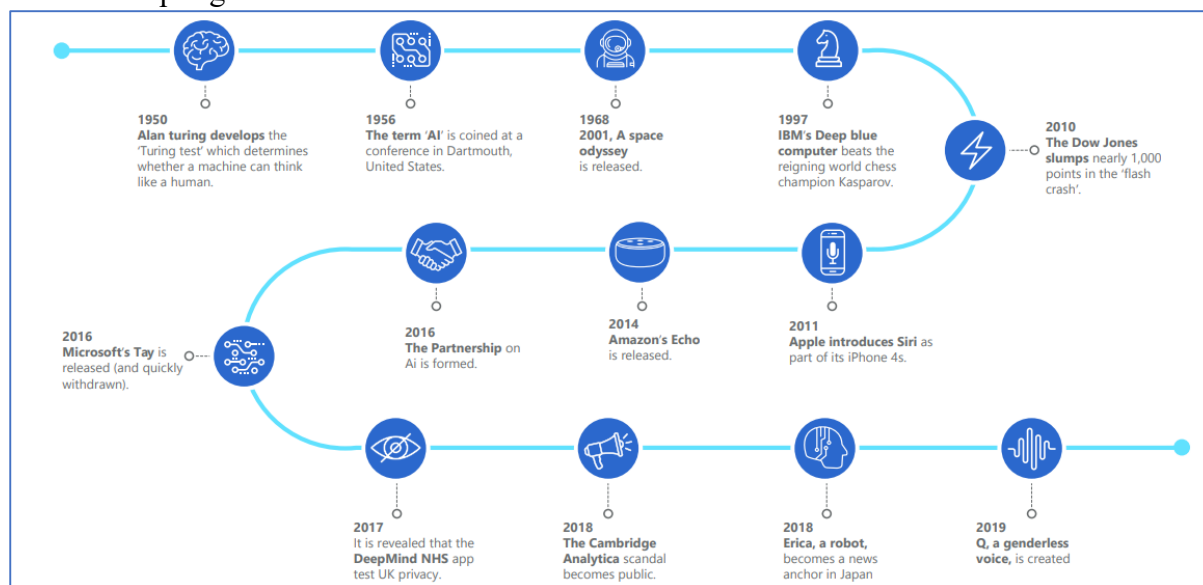 1950
Alan turing develops the
'Turing test' which determines
whether a machine can think
like a human.
1956
The term 'AI' is coined at a
conference in Dartmouth,
United States.
1968
2001, A space
odyssey
is released.
1997
IBM's Deep blue
computer beats the
reigning world chess
champion Kasparov.
2010
The Dow Jones
slumps nearly 1,000
points in the 'flash
crash'.
2011
Apple introduces Siri as
part of its iPhone 4s.
2014
Amazon's Echo
is released.
2016
The Partnership on
Ai is formed.
2016
Microsoft's Tay is
released (and quickly
withdrawn).
2017
It is revealed that the
DeepMind NHS app
test UK privacy.
2018
The Cambridge
Analytica scandal
becomes public.
2018
Erica, a robot,
becomes a news
anchor in Japan
2019
Q, a genderless
voice, is created